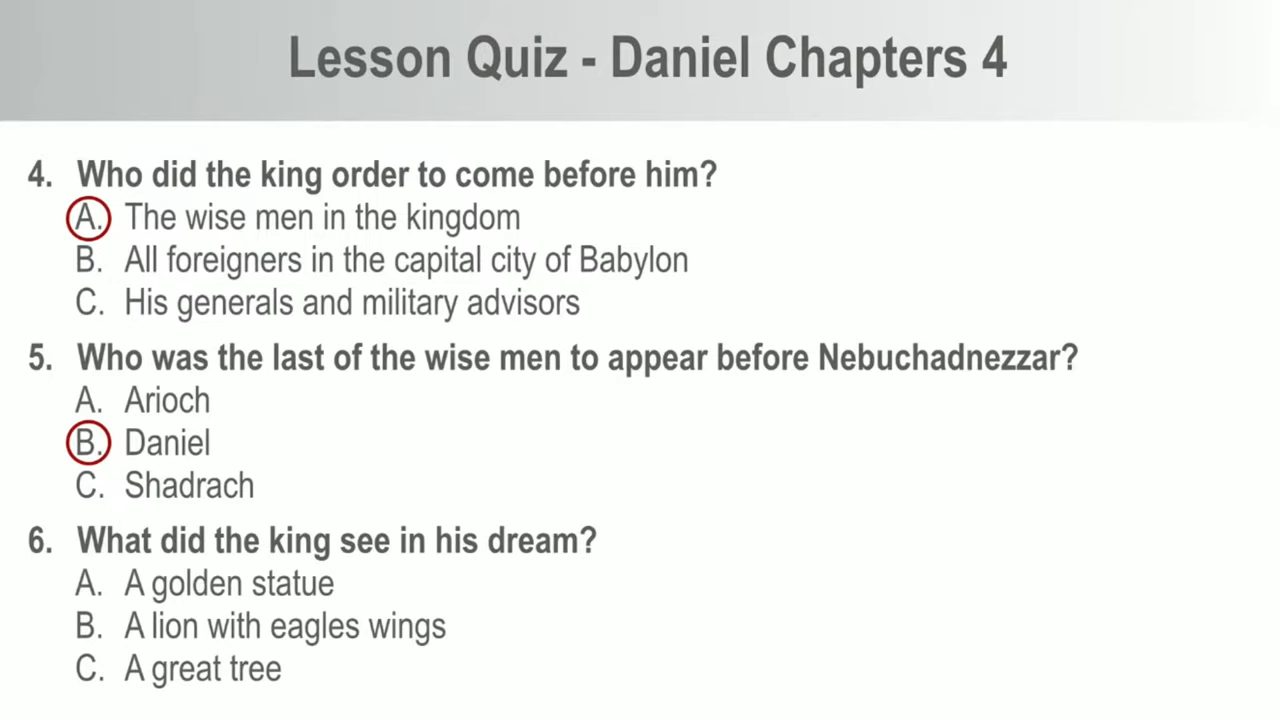 Lesson Quiz - Daniel Chapters 4
4. Who did the king order to come before him?
A. The wise men in the kingdom
B. All foreigners in the capital city of Babylon
C. His generals and military advisors
5. Who was the last of the wise men to appear before Nebuchadnezzar?
A. Arioch
B. Daniel
C. Shadrach
6. What did the king see in his dream?
A. A golden statue
B. A lion with eagles wings
C. A great tree